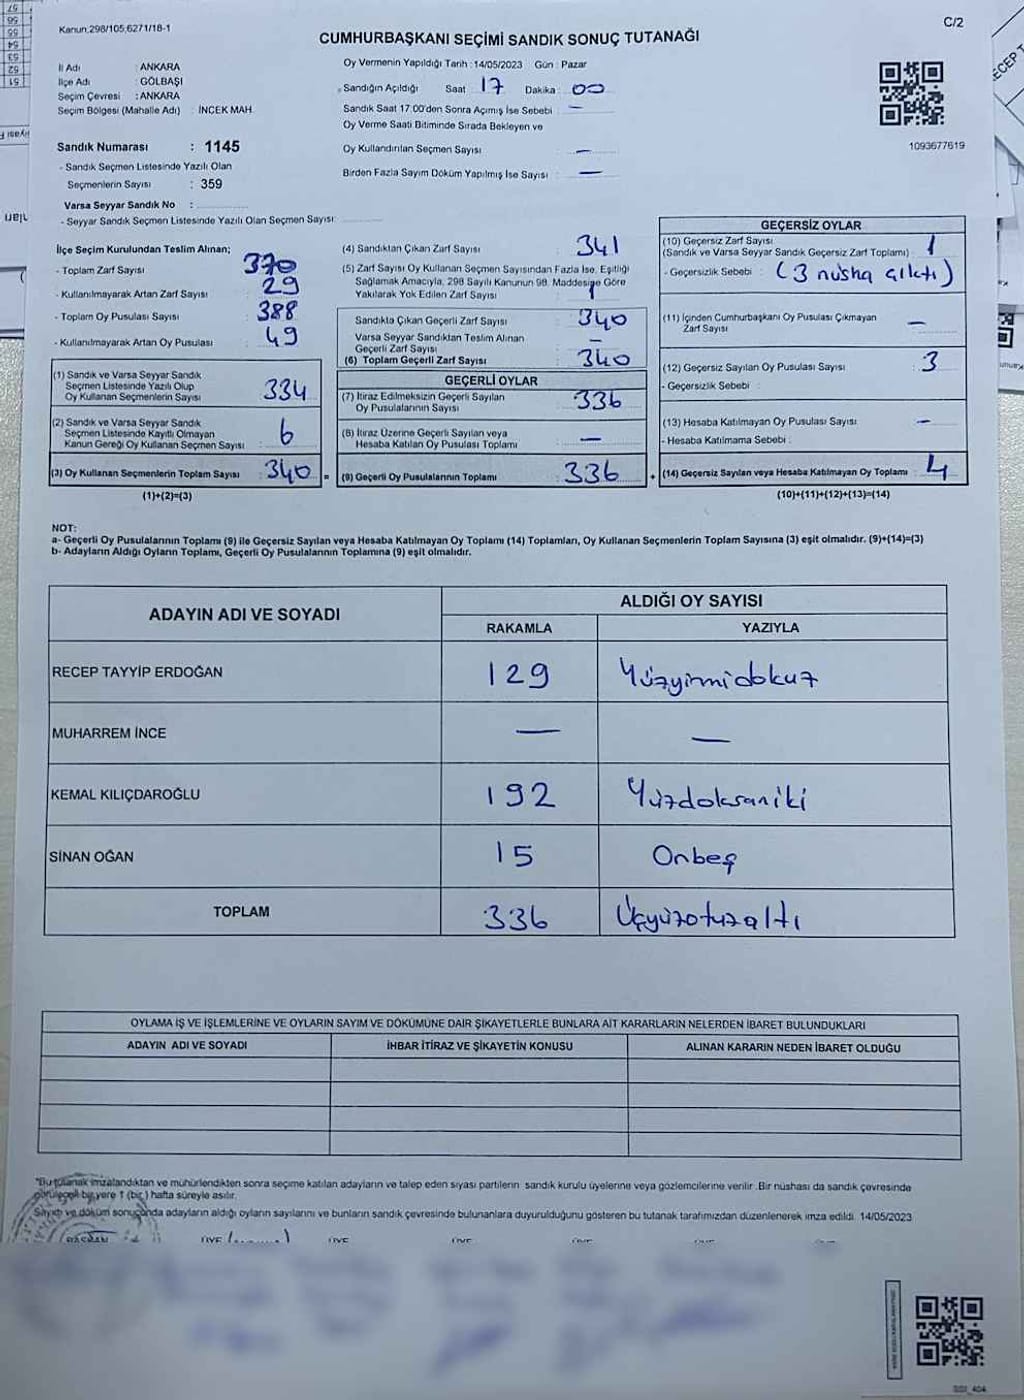 Kanun,298/105,6271/18-1
C/2
CUMHURBAŞKANI SEÇİMİ SANDIK SONUÇ TUTANAĞI
İl Adı : ANKARA
İlçe Adı : GÖLBAŞI
Seçim Çevresi : ANKARA
Seçim Bölgesi (Mahalle Adı) : İNCEK MAH.
Sandık Numarası : 1145
- Sandık Seçmen Listesinde Yazılı Olan
Seçmenlerin Sayısı : 359
Varsa Seyyar Sandık No :
- Seyyar Sandık Seçmen Listesinde Yazılı Olan Seçmen Sayısı:
Oy Vermenin Yapıldığı Tarih :14/05/2023 Gün : Pazar
Sandığın Açıldığı Saat 17 Dakika : 00
Sandık Saat 17:00'den Sonra Açımış İse Sebebi : —
Oy Verme Saati Bitiminde Sırada Bekleyen ve
Oy Kullandırılan Seçmen Sayısı : —
Birden Fazla Sayım Döküm Yapılmış İse Sayısı : —
1093677619
İlçe Seçim Kurulundan Teslim Alınan;
- Toplam Zarf Sayısı : 370
- Kullanılmayarak Artan Zarf Sayısı : 29
- Toplam Oy Pusulası Sayısı : 388
- Kullanılmayarak Artan Oy Pusulası : 49
(1) Sandık ve Varsa Seyyar Sandık
Seçmen Listesinde Yazılı Olup
Oy Kullanan Seçmenlerin Sayısı : 334
(2) Sandık ve Varsa Seyyar Sandık
Seçmen Listesinde Kayıtlı Olmayan
Kanun Gereği Oy Kullanan Seçmen Sayısı : 6
(3) Oy Kullanan Seçmenlerin Toplam Sayısı : 340
(1)+(2)=(3)
(4) Sandıktan Çıkan Zarf Sayısı : 341
(5) Zarf Sayısı Oy Kullanan Seçmen Sayısından Fazla İse, Eşitliği
Sağlamak Amacıyla, 298 Sayılı Kanunun 98. Maddesine Göre
Yakılarak Yok Edilen Zarf Sayısı : 1
Sandıkta Çıkan Geçerli Zarf Sayısı : 340
Varsa Seyyar Sandıktan Teslim Alınan
Geçerli Zarf Sayısı : —
(6) Toplam Geçerli Zarf Sayısı : 340
GEÇERLİ OYLAR
(7) İtiraz Edilmeksizin Geçerli Sayılan
Oy Pusulalarının Sayısı : 336
(8) İtiraz Üzerine Geçerli Sayılan veya
Hesaba Katılan Oy Pusulası Toplamı : —
= (9) Geçerli Oy Pusulalarının Toplamı : 336
GEÇERSİZ OYLAR
(10) Geçersiz Zarf Sayısı
(Sandık ve Varsa Seyyar Sandık Geçersiz Zarf Toplamı) : 1
- Geçersizlik Sebebi : (3 nüsha çıktı)
(11) İçinden Cumhurbaşkanı Oy Pusulası Çıkmayan
Zarf Sayısı : —
(12) Geçersiz Sayılan Oy Pusulası Sayısı : 3
- Geçersizlik Sebebi :
(13) Hesaba Katılmayan Oy Pusulası Sayısı : —
- Hesaba Katılmama Sebebi :
+ (14) Geçersiz Sayılan veya Hesaba Katılmayan Oy Toplamı : 4
(10)+(11)+(12)+(13)=(14)
NOT:
a- Geçerli Oy Pusulalarının Toplamı (9) ile Geçersiz Sayılan veya Hesaba Katılmayan Oy Toplamı (14) Toplamları, Oy Kullanan Seçmenlerin Toplam Sayısına (3) eşit olmalıdır. (9)+(14)=(3)
b- Adayların Aldığı Oyların Toplamı, Geçerli Oy Pusulalarının Toplamına (9) eşit olmalıdır.
ADAYIN ADI VE SOYADI
ALDIĞI OY SAYISI
RAKAMLA YAZIYLA
RECEP TAYYİP ERDOĞAN 129 Yüzyirmidokuz
MUHARREM İNCE — —
KEMAL KILIÇDAROĞLU 192 Yüzdoksaniki
SİNAN OĞAN 15 Onbeş
TOPLAM 336 Üçyüzotuzaltı
OYLAMA İŞ VE İŞLEMLERİNE VE OYLARIN SAYIM VE DÖKÜMÜNE DAİR ŞİKAYETLERLE BUNLARA AİT KARARLARIN NELERDEN İBARET BULUNDUKLARI
ADAYIN ADI VE SOYADI İHBAR İTİRAZ VE ŞİKAYETİN KONUSU ALINAN KARARIN NEDEN İBARET OLDUĞU
"Bu tutanak imzalandıktan ve mühürlendikten sonra seçime katılan adayların ve talep eden siyasi partilerin sandık kurulu üyelerine veya gözlemcilerine verilir. Bir nüshası da sandık çevresinde
görülecek bir yere 1 (bir) hafta süreyle asılır.
Sayım ve döküm sonucunda adayların aldığı oyların sayılarını ve bunların sandık çevresinde bulunanlara duyurulduğunu gösteren bu tutanak tarafımızdan düzenlenerek imza edildi. 14/05/2023
BAŞKAN ÜYE ÜYE ÜYE ÜYE ÜYE